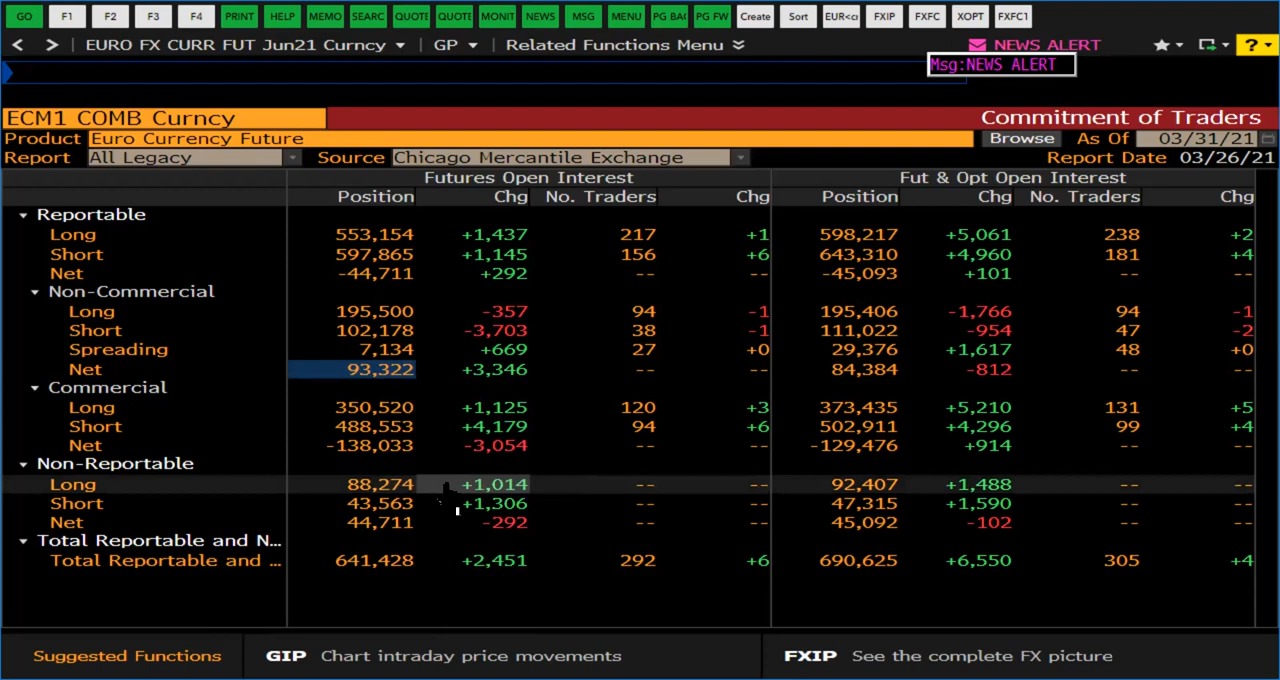 GO F1 F2 F3 F4 PRINT HELP MEMO SEARC QUOTE QUOTE MONIT NEWS MSG MENU PG BAC PG FW Create Sort EUR<cr FXIP FXFC XOPT FXFC1
< > EURO FX CURR FUT Jun21 Curncy GP Related Functions Menu NEWS ALERT ?
Msg:NEWS ALERT
ECM1 COMB Curncy Commitment of Traders
Product Euro Currency Future Browse As Of 03/31/21
Report All Legacy Source Chicago Mercantile Exchange Report Date 03/26/21
Futures Open Interest Fut & Opt Open Interest
Position Chg No. Traders Chg Position Chg No. Traders Chg
Reportable
Long 553,154 +1,437 217 +1 598,217 +5,061 238 +2
Short 597,865 +1,145 156 +6 643,310 +4,960 181 +4
Net -44,711 +292 -- -- -45,093 +101 -- --
Non-Commercial
Long 195,500 -357 94 -1 195,406 -1,766 94 -1
Short 102,178 -3,703 38 -1 111,022 -954 47 -2
Spreading 7,134 +669 27 +0 29,376 +1,617 48 +0
Net 93,322 +3,346 -- -- 84,384 -812 -- --
Commercial
Long 350,520 +1,125 120 +3 373,435 +5,210 131 +5
Short 488,553 +4,179 94 +6 502,911 +4,296 99 +4
Net -138,033 -3,054 -- -- -129,476 +914 -- --
Non-Reportable
Long 88,274 +1,014 -- -- 92,407 +1,488 -- --
Short 43,563 +1,306 -- -- 47,315 +1,590 -- --
Net 44,711 -292 -- -- 45,092 -102 -- --
Total Reportable and N...
Total Reportable and ... 641,428 +2,451 292 +6 690,625 +6,550 305 +4
Suggested Functions GIP Chart intraday price movements FXIP See the complete FX picture